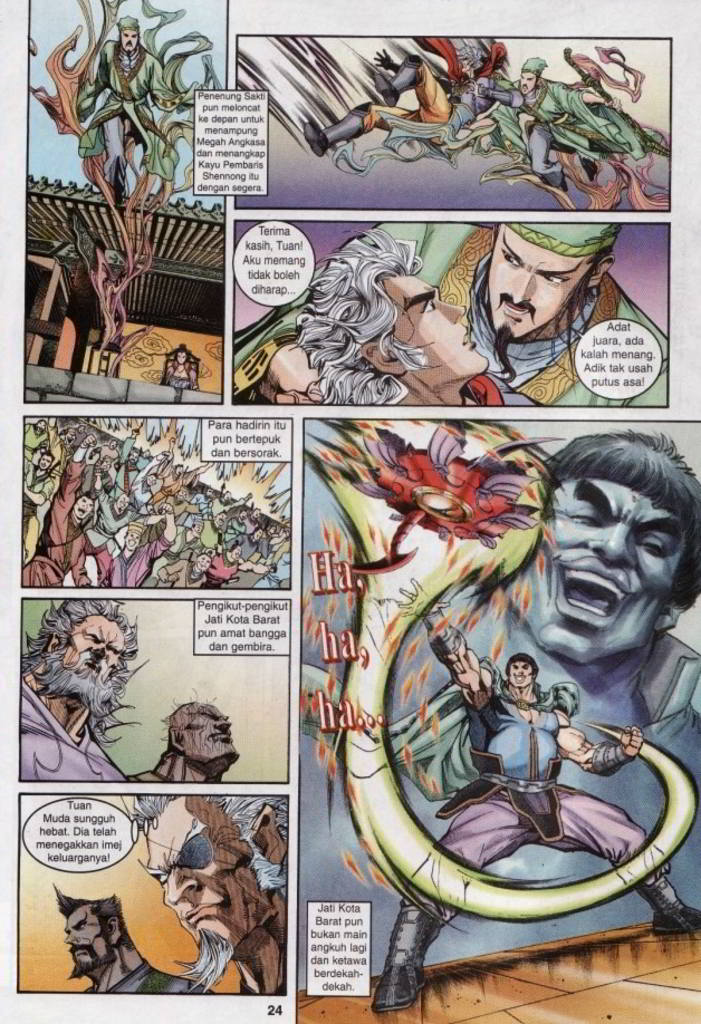 Penenung Sakti
pun meloncat
ke depan untuk
menampung
Megah Angkasa
dan menangkap
Kayu Pembaris
Shennong itu
dengan segera.
Terima
kasih, Tuan!
Aku memang
tidak boleh
diharap...
Adat
juara, ada
kalah menang.
Adik tak usah
putus asa!
Para hadirin itu
pun bertepuk
dan bersorak.
Pengikut-pengikut
Jati Kota Barat
pun amat bangga
dan gembira.
Tuan
Muda sungguh
hebat. Dia telah
menegakkan imej
keluarganya!
Ha,
ha,
ha...
Jati Kota
Barat pun
bukan main
angkuh lagi
dan ketawa
berdekah-
dekah.
24